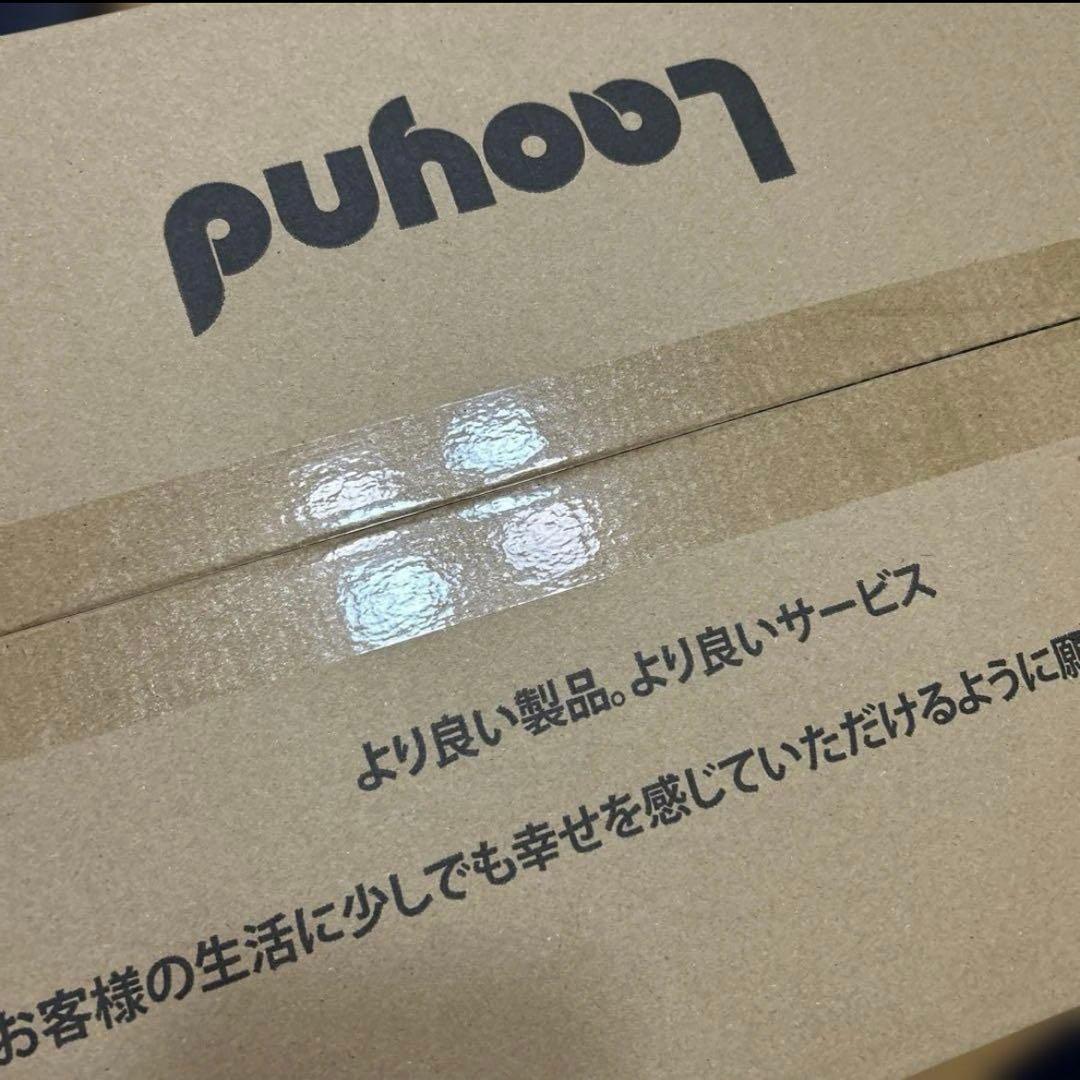 より良い製品。より良いサービス
お客様の生活に少しでも幸せを感じていただけるように願